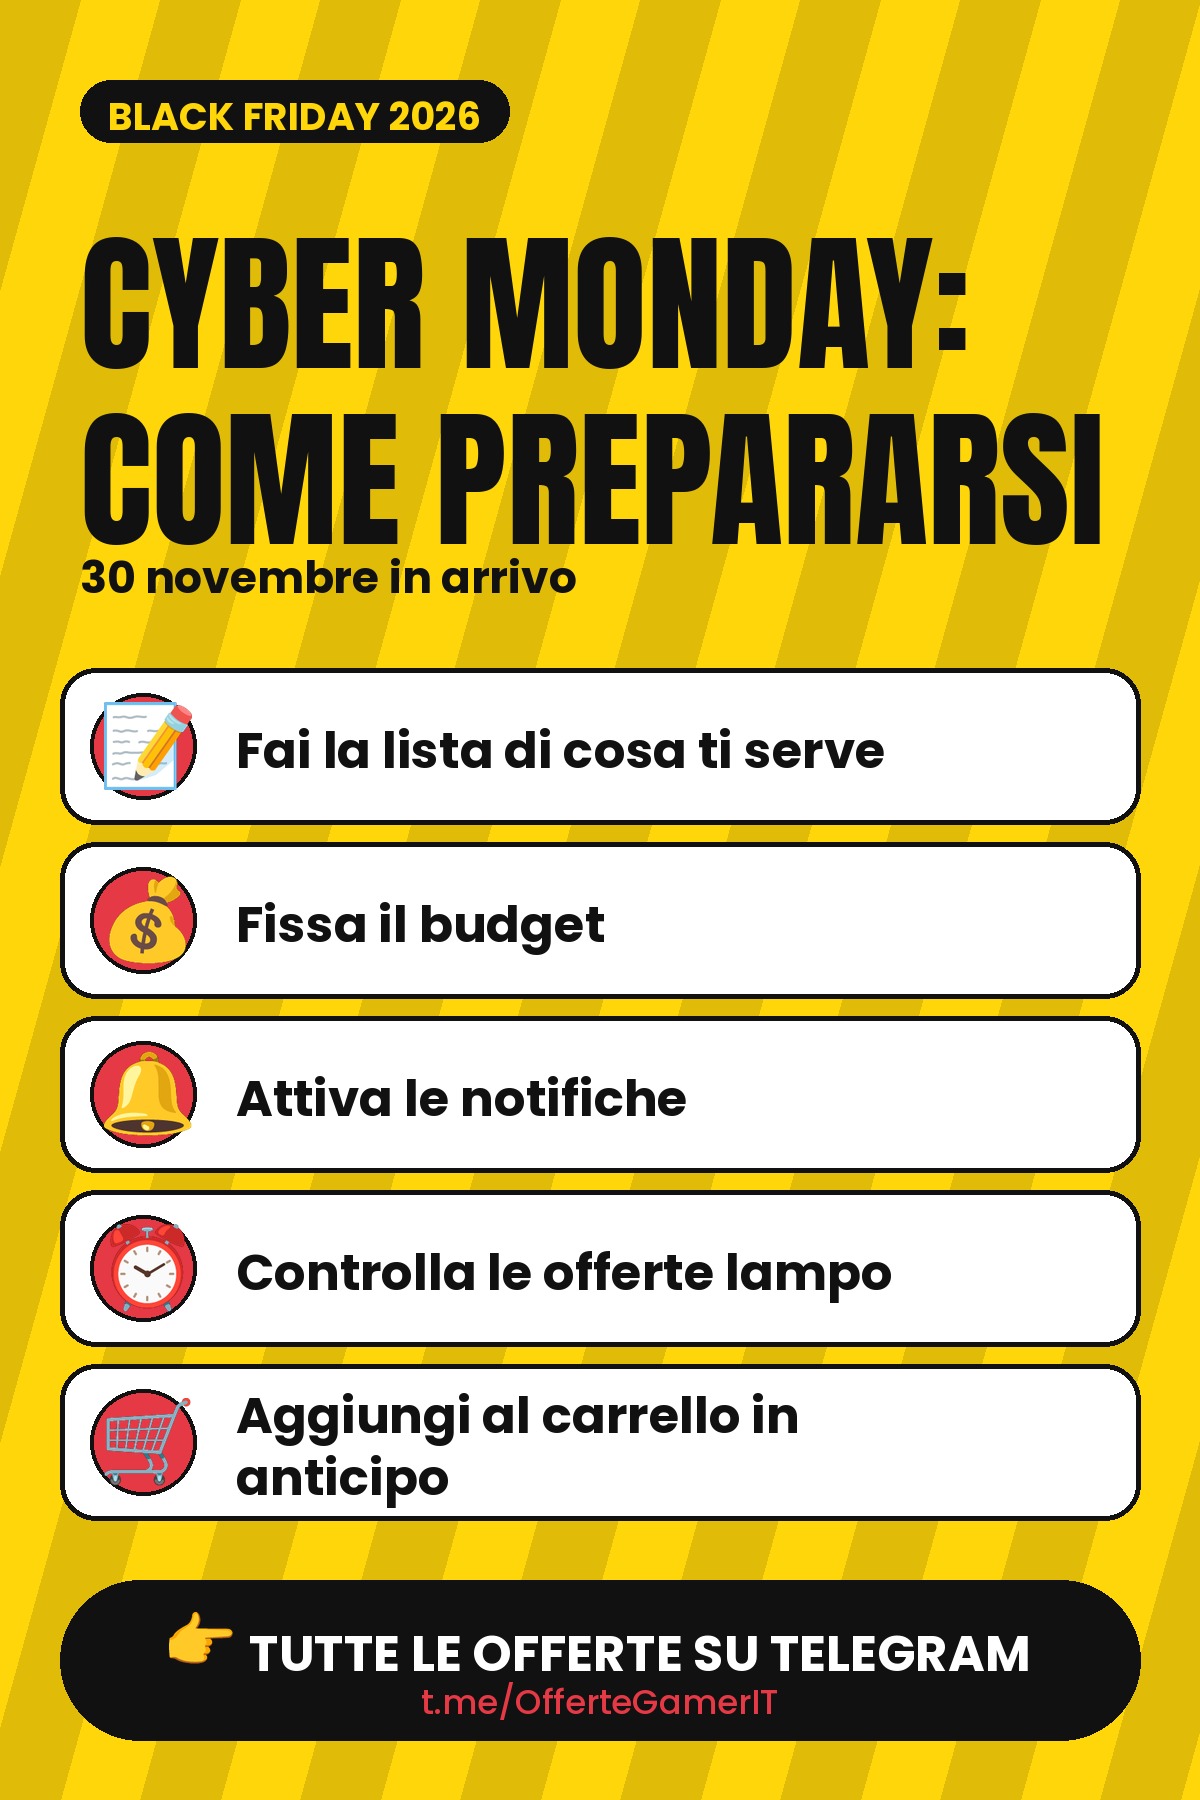 BLACK FRIDAY 2026
CYBER MONDAY:
COME PREPARARSI
30 novembre in arrivo
Fai la lista di cosa ti serve
Fissa il budget
Attiva le notifiche
Controlla le offerte lampo
Aggiungi al carrello in
anticipo
👉 TUTTE LE OFFERTE SU TELEGRAM
t.me/OfferteGamerIT